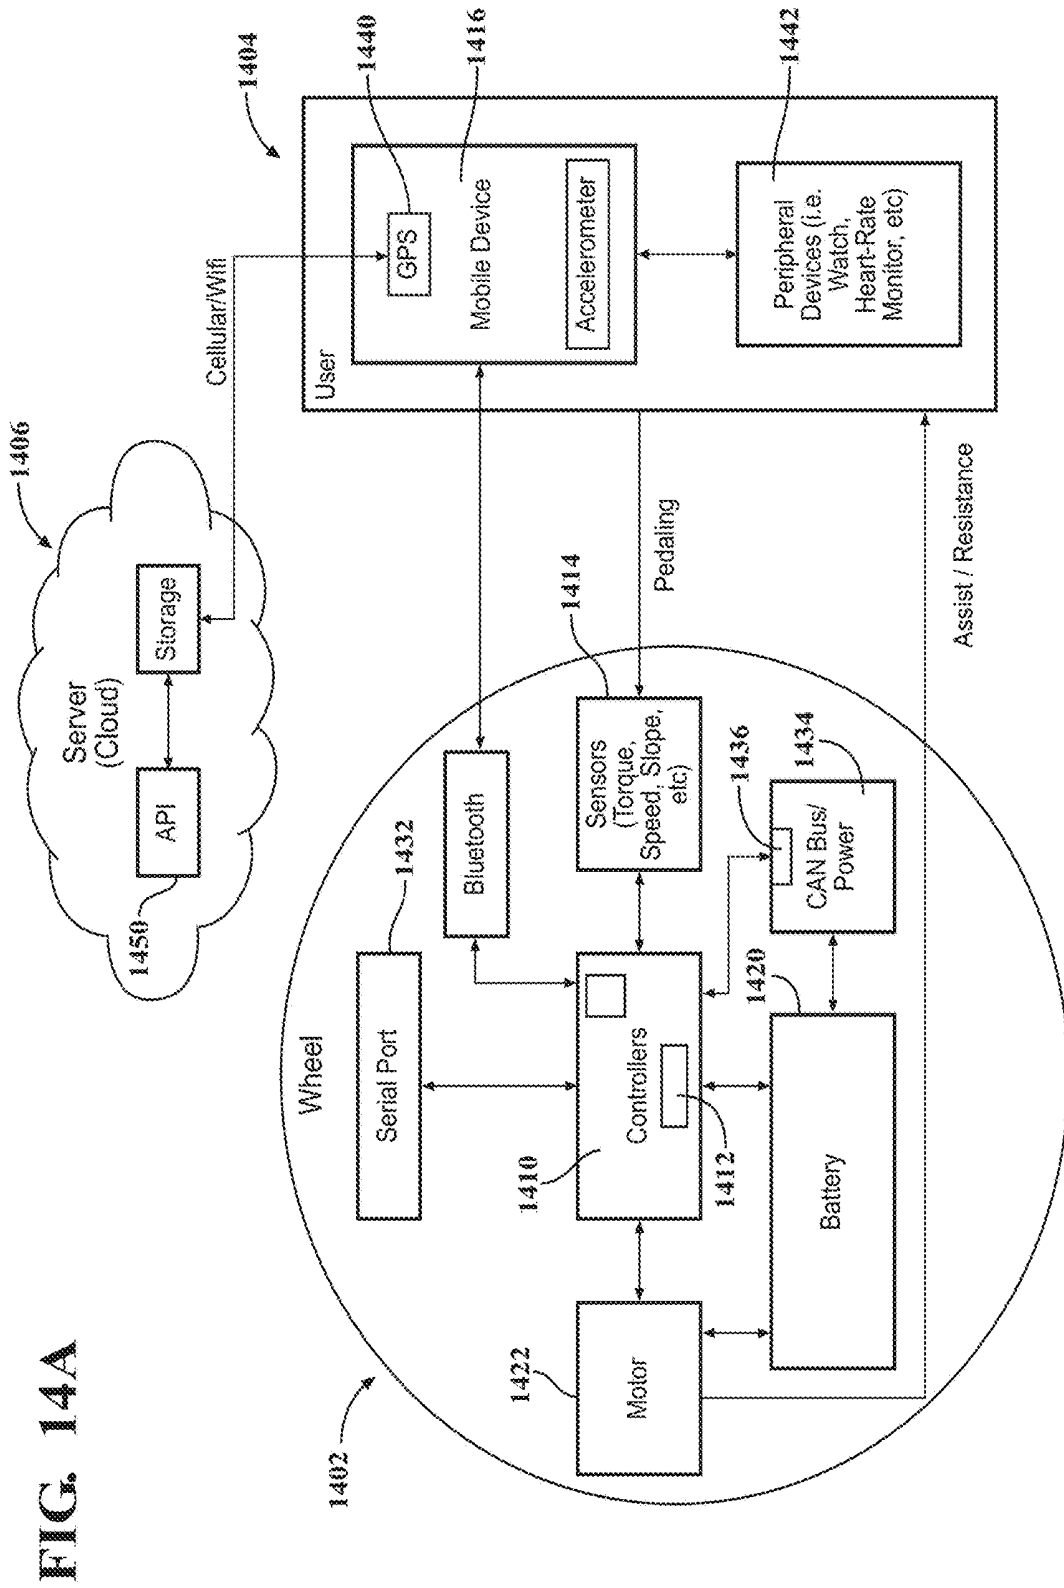 FIG. 14A
1406
Server
(Cloud)
API
Storage
1450
Cellular/Wifi
1404
User
GPS
1440
Mobile Device
1416
Accelerometer
Peripheral
Devices (i.e.
Watch,
Heart-Rate
Monitor, etc)
1442
1402
Wheel
Serial Port
1432
Bluetooth
1410
Controllers
1412
Sensors
(Torque,
Speed, Slope,
etc)
1414
Pedaling
1422
Motor
Battery
1420
1436
CAN Bus/
Power
1434
Assist / Resistance